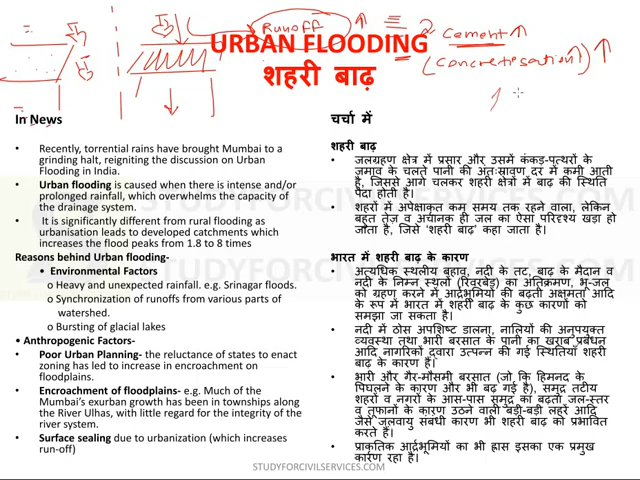 Runoff ↑
Cement ↑
(Concretisation) ↑
URBAN FLOODING
शहरी बाढ़
In News
• Recently, torrential rains have brought Mumbai to a
grinding halt, reigniting the discussion on Urban
Flooding in India.
• Urban flooding is caused when there is intense and/or
prolonged rainfall, which overwhelms the capacity of
the drainage system.
• It is significantly different from rural flooding as
urbanisation leads to developed catchments which
increases the flood peaks from 1.8 to 8 times
Reasons behind Urban flooding-
• Environmental Factors
o Heavy and unexpected rainfall. e.g. Srinagar floods.
o Synchronization of runoffs from various parts of
watershed.
o Bursting of glacial lakes
• Anthropogenic Factors-
• Poor Urban Planning- the reluctance of states to enact
zoning has led to increase in encroachment on
floodplains.
• Encroachment of floodplains- e.g. Much of the
Mumbai's exurban growth has been in townships along
the River Ulhas, with little regard for the integrity of the
river system.
• Surface sealing due to urbanization (which increases
run-off)
चर्चा में
शहरी बाढ़
• जलग्रहण क्षेत्र में प्रसार और उसमें कंकड़-पत्थरों के
जमाव के चलते पानी की अंतःस्रावण दर में कमी आती
है, जिससे आगे चलकर शहरी क्षेत्रों में बाढ़ की स्थिति
पैदा होती है।
• शहरों में अपेक्षाकृत कम समय तक रहने वाला, लेकिन
बहुत तेज़ व अचानक ही जल का ऐसा परिदृश्य खड़ा हो
जाता है, जिसे 'शहरी बाढ़' कहा जाता है।
भारत में शहरी बाढ़ के कारण
• अत्यधिक स्थलीय बहाव, नदी के तट, बाढ़ के मैदान व
नदी के निम्न स्थलों (रिवरबेड) का अतिक्रमण, भू-जल
को ग्रहण करने में आर्द्रभूमियों की बढ़ती अक्षमता आदि
के रूप में भारत में शहरी बाढ़ के कुछ कारणों को
समझा जा सकता है।
• नदी में ठोस अपशिष्ट डालना, नालियों की अनुपयुक्त
व्यवस्था तथा भारी बरसात के पानी का खराब प्रबंधन
आदि नागरिकों द्वारा उत्पन्न की गई स्थितियाँ शहरी
बाढ़ के कारण हैं।
• भारी और गैर-मौसमी बरसात (जो कि हिमनद के
पिघलने के कारण और भी बढ़ गई है), समुद्र तटीय
शहरों व नगरों के आस-पास समुद्र का बढ़ता जल-स्तर
व तूफानों के कारण उठने वाली बड़ी-बड़ी लहरें आदि
जैसे जलवायु संबंधी कारण भी शहरी बाढ़ को प्रभावित
करते हैं।
• प्राकृतिक आर्द्रभूमियों का भी ह्रास इसका एक प्रमुख
कारण रहा है।
STUDYFORCIVILSERVICES.COM